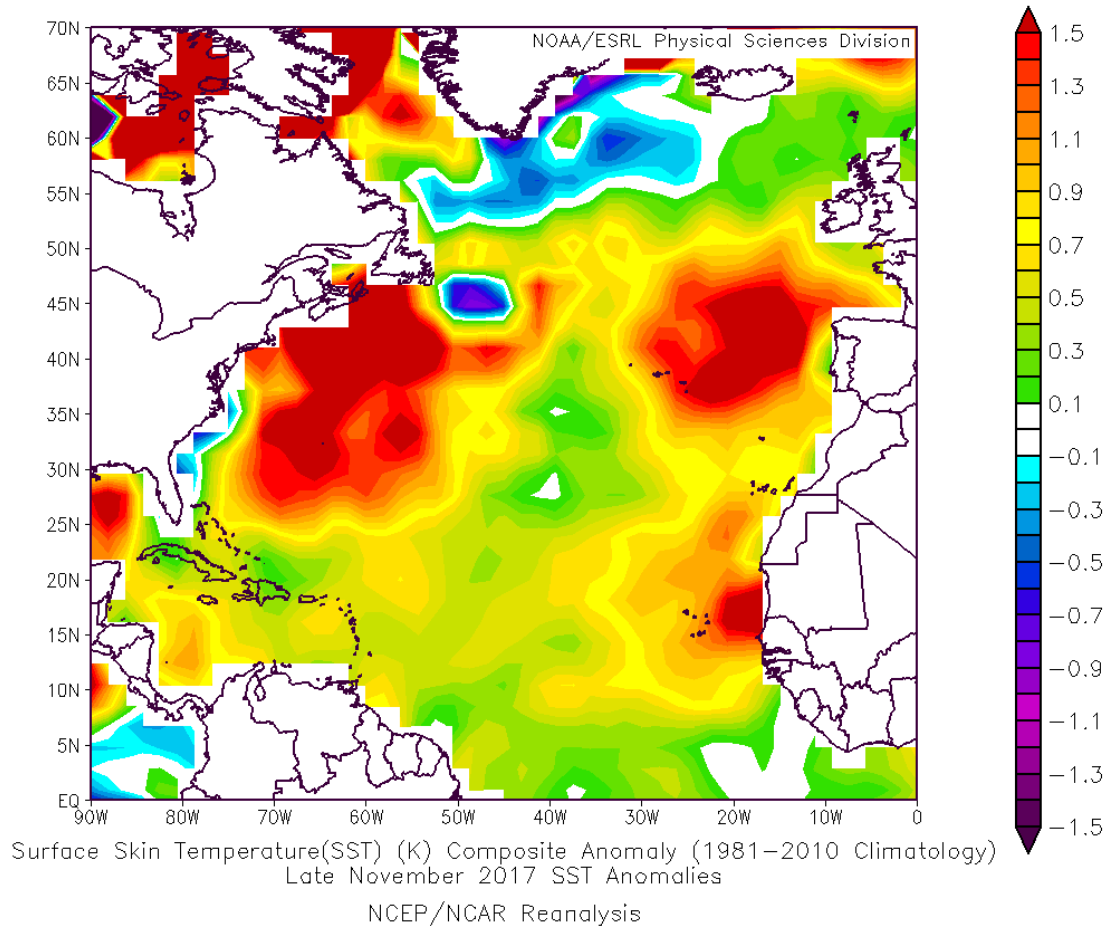 NOAA/ESRL Physical Sciences Division
70N
65N
60N
55N
50N
45N
40N
35N
30N
25N
20N
15N
10N
5N
EQ
90W 80W 70W 60W 50W 40W 30W 20W 10W 0
1.5
1.3
1.1
0.9
0.7
0.5
0.3
0.1
-0.1
-0.3
-0.5
-0.7
-0.9
-1.1
-1.3
-1.5
Surface Skin Temperature(SST) (K) Composite Anomaly (1981-2010 Climatology)
Late November 2017 SST Anomalies
NCEP/NCAR Reanalysis